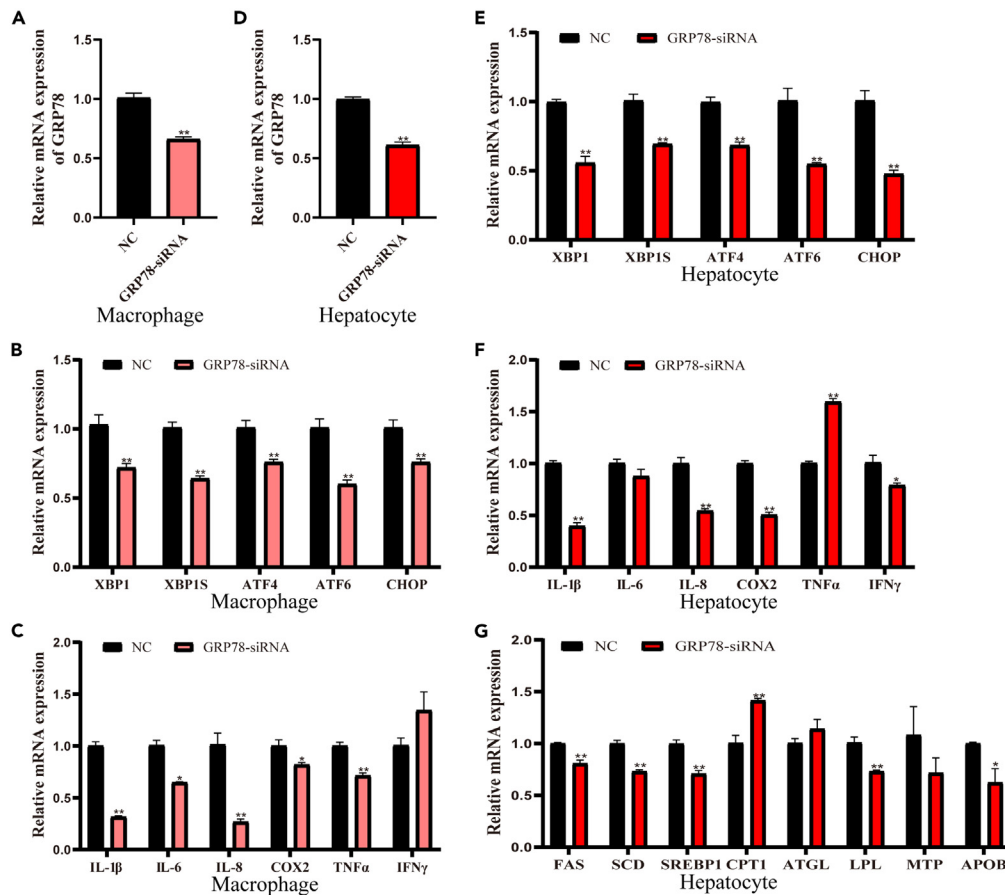 A
Relative mRNA expression
of GRP78
1.5
1.0
0.5
0.0
**
NC
GRP78-siRNA
Macrophage
D
Relative mRNA expression
of GRP78
1.5
1.0
0.5
0.0
**
NC
GRP78-siRNA
Hepatocyte
E
NC GRP78-siRNA
Relative mRNA expression
1.5
1.0
0.5
0.0
** ** ** ** **
XBP1 XBP1S ATF4 ATF6 CHOP
Hepatocyte
B
NC GRP78-siRNA
Relative mRNA expression
1.5
1.0
0.5
0.0
** ** ** ** **
XBP1 XBP1S ATF4 ATF6 CHOP
Macrophage
F
NC GRP78-siRNA
Relative mRNA expression
2.0
1.5
1.0
0.5
0.0
** ** ** ** *
IL-1β IL-6 IL-8 COX2 TNFα IFNγ
Hepatocyte
C
NC GRP78-siRNA
Relative mRNA expression
2.0
1.5
1.0
0.5
0.0
** * ** * **
IL-1β IL-6 IL-8 COX2 TNFα IFNγ
Macrophage
G
NC GRP78-siRNA
Relative mRNA expression
2.0
1.5
1.0
0.5
0.0
** ** ** ** ** *
FAS SCD SREBP1 CPT1 ATGL LPL MTP APOB
Hepatocyte